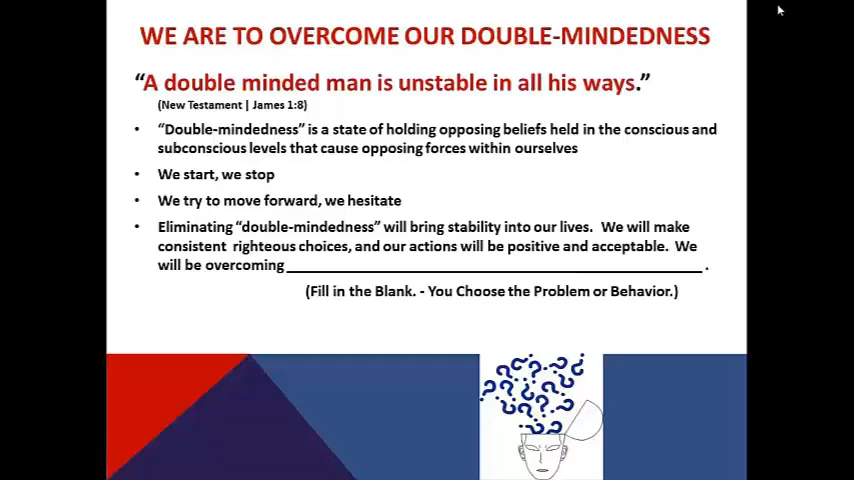 WE ARE TO OVERCOME OUR DOUBLE-MINDEDNESS
“A double minded man is unstable in all his ways.”
(New Testament | James 1:8)
• “Double-mindedness” is a state of holding opposing beliefs held in the conscious and
subconscious levels that cause opposing forces within ourselves
• We start, we stop
• We try to move forward, we hesitate
• Eliminating “double-mindedness” will bring stability into our lives. We will make
consistent righteous choices, and our actions will be positive and acceptable. We
will be overcoming ______________________________________________ .
(Fill in the Blank. - You Choose the Problem or Behavior.)